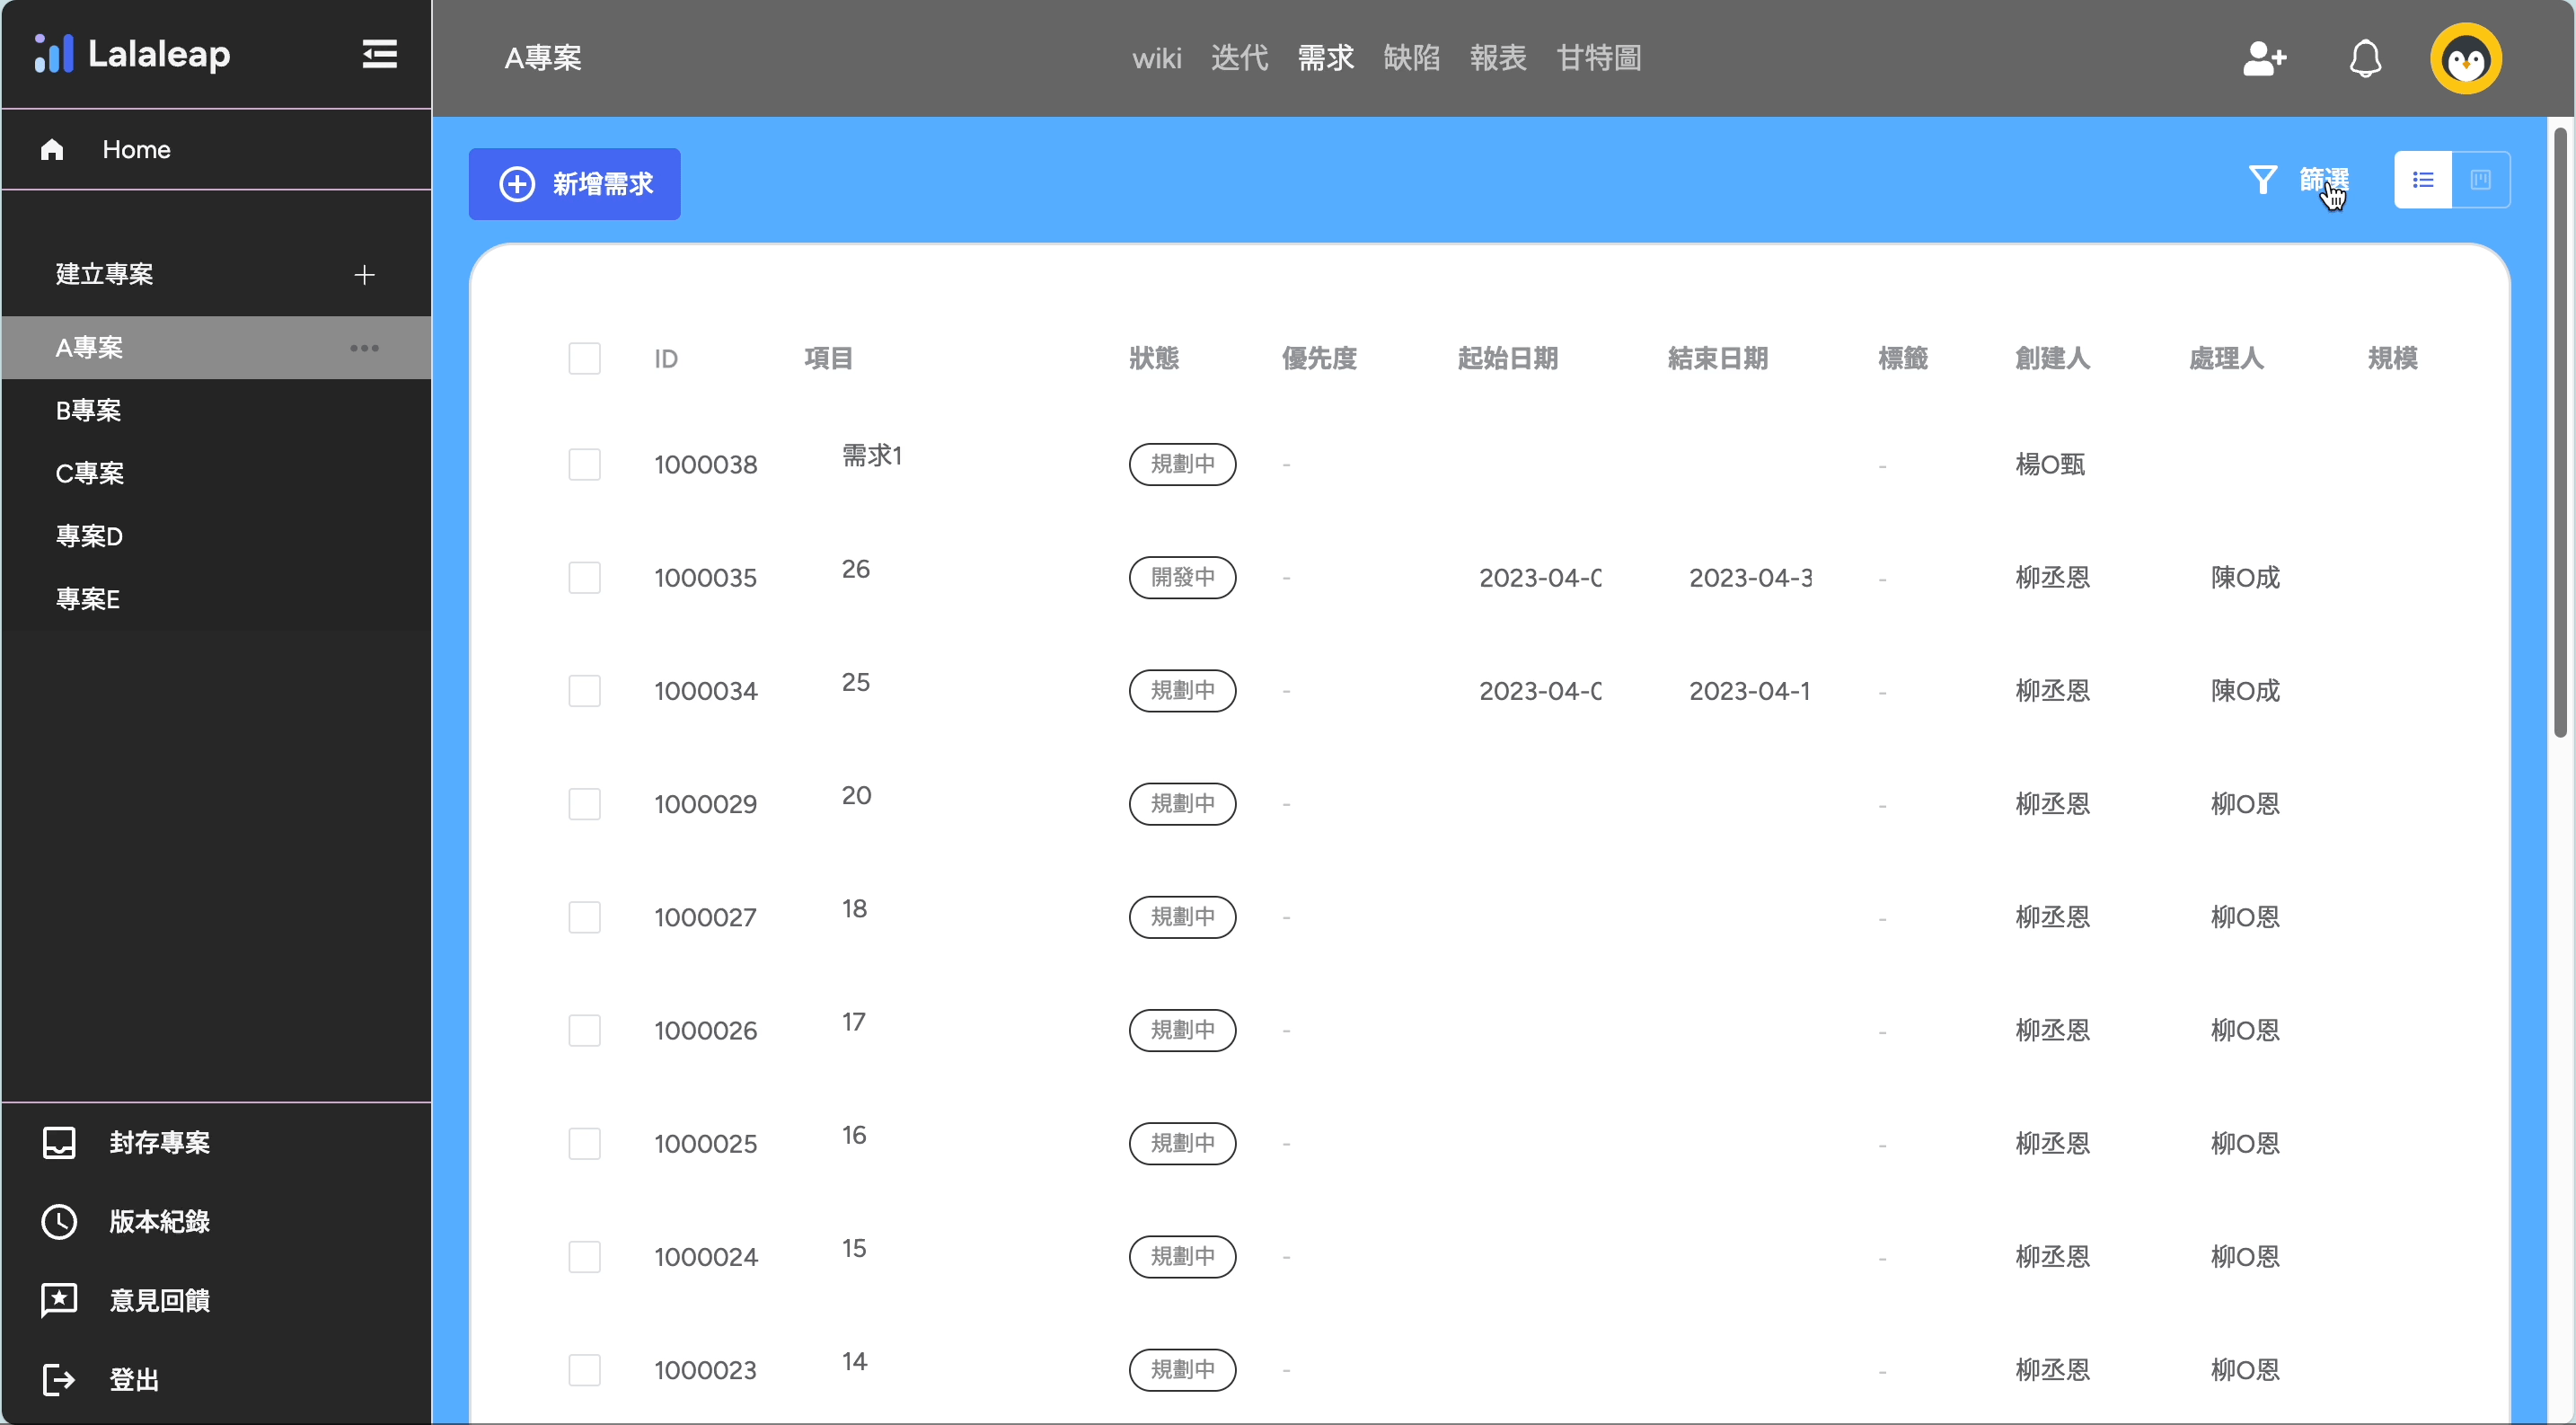 Lalaleap
Home
建立專案
A專案
B專案
C專案
專案D
專案E
封存專案
版本紀錄
意見回饋
登出
A專案 wiki 迭代 需求 缺陷 報表 甘特圖
新增需求 篩選
ID 項目 狀態 優先度 起始日期 結束日期 標籤 創建人 處理人 規模
1000038 需求1 規劃中 - - 楊O甄
1000035 26 開發中 - 2023-04-0 2023-04-3 - 柳丞恩 陳O成
1000034 25 規劃中 - 2023-04-0 2023-04-1 - 柳丞恩 陳O成
1000029 20 規劃中 - - 柳丞恩 柳O恩
1000027 18 規劃中 - - 柳丞恩 柳O恩
1000026 17 規劃中 - - 柳丞恩 柳O恩
1000025 16 規劃中 - - 柳丞恩 柳O恩
1000024 15 規劃中 - - 柳丞恩 柳O恩
1000023 14 規劃中 - - 柳丞恩 柳O恩